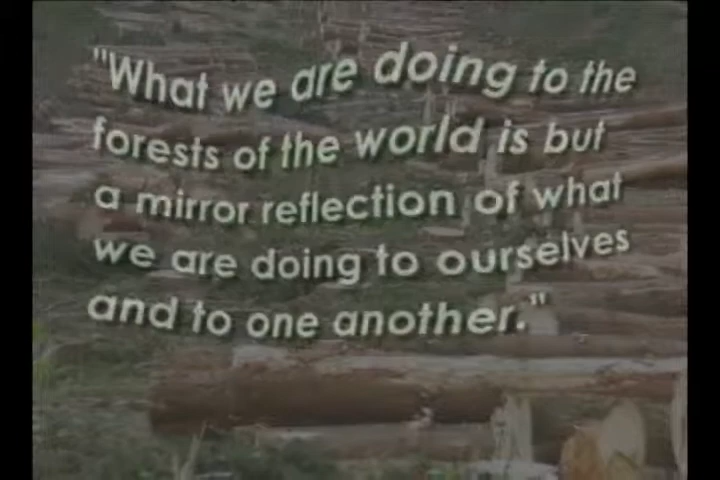 "What we are doing to the
forests of the world is but
a mirror reflection of what
we are doing to ourselves
and to one another."